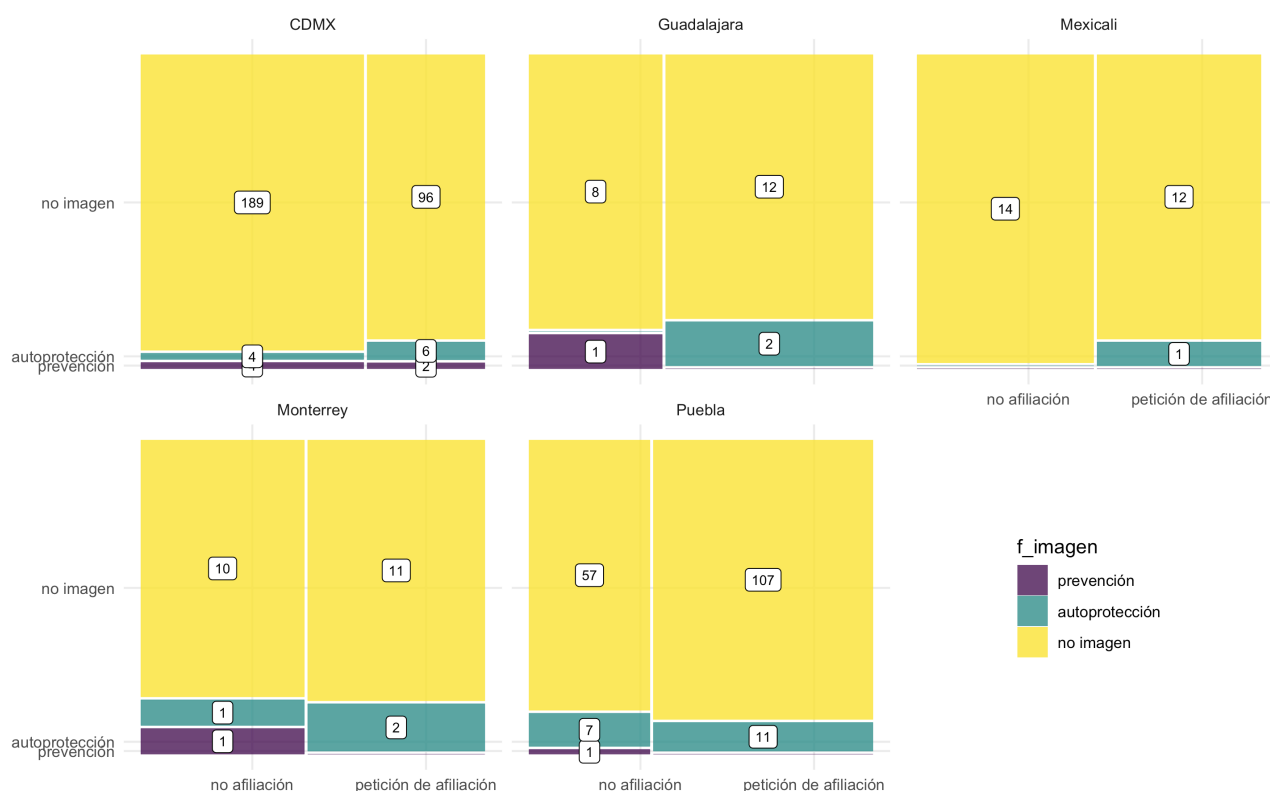 CDMX
Guadalajara
Mexicali
no imagen
autoprotección
prevención
189
96
4
6
2
8
12
1
2
14
12
1
no afiliación
petición de afiliación
Monterrey
Puebla
no imagen
autoprotección
prevención
10
11
1
2
1
57
107
7
11
1
no afiliación
petición de afiliación
no afiliación
petición de afiliación
f_imagen
prevención
autoprotección
no imagen